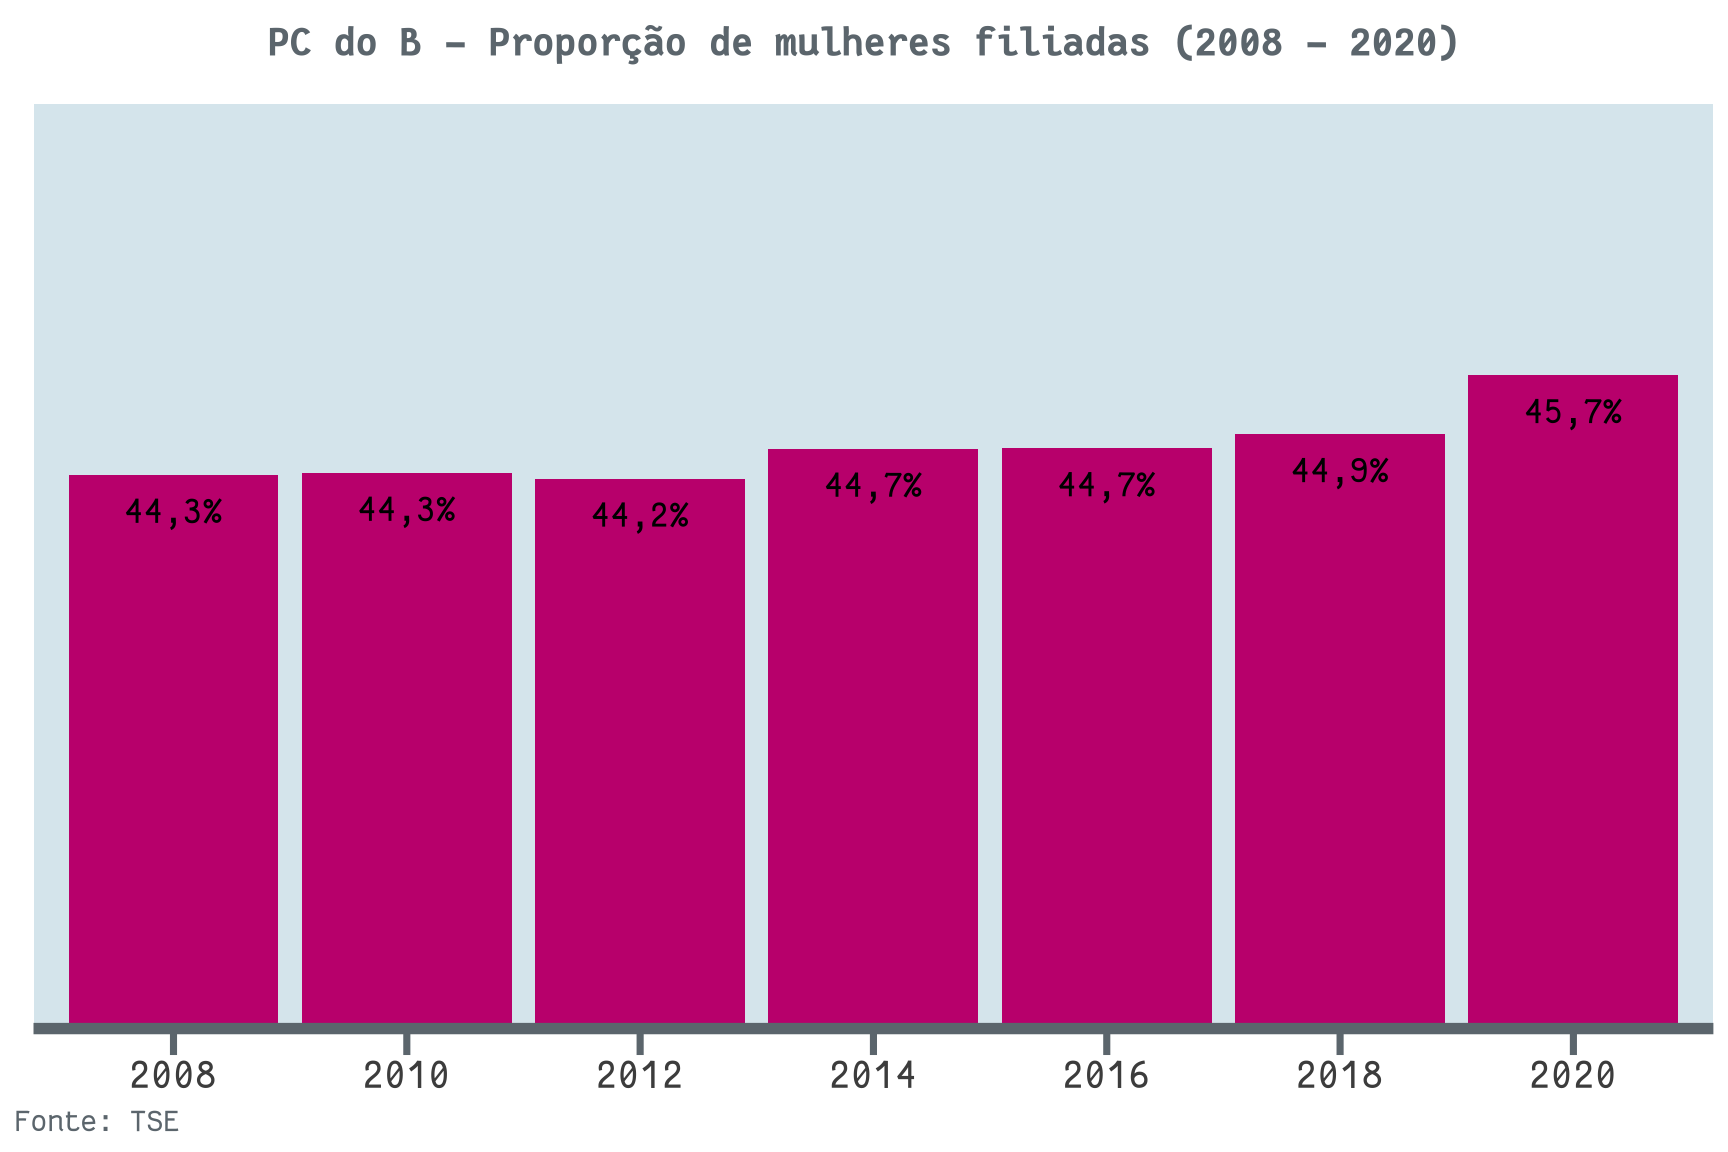 PC do B – Proporção de mulheres filiadas (2008 – 2020)
45,7%
44,9%
44,7%
44,7%
44,3%
44,3%
44,2%
2008 2010 2012 2014 2016 2018 2020
Fonte: TSE